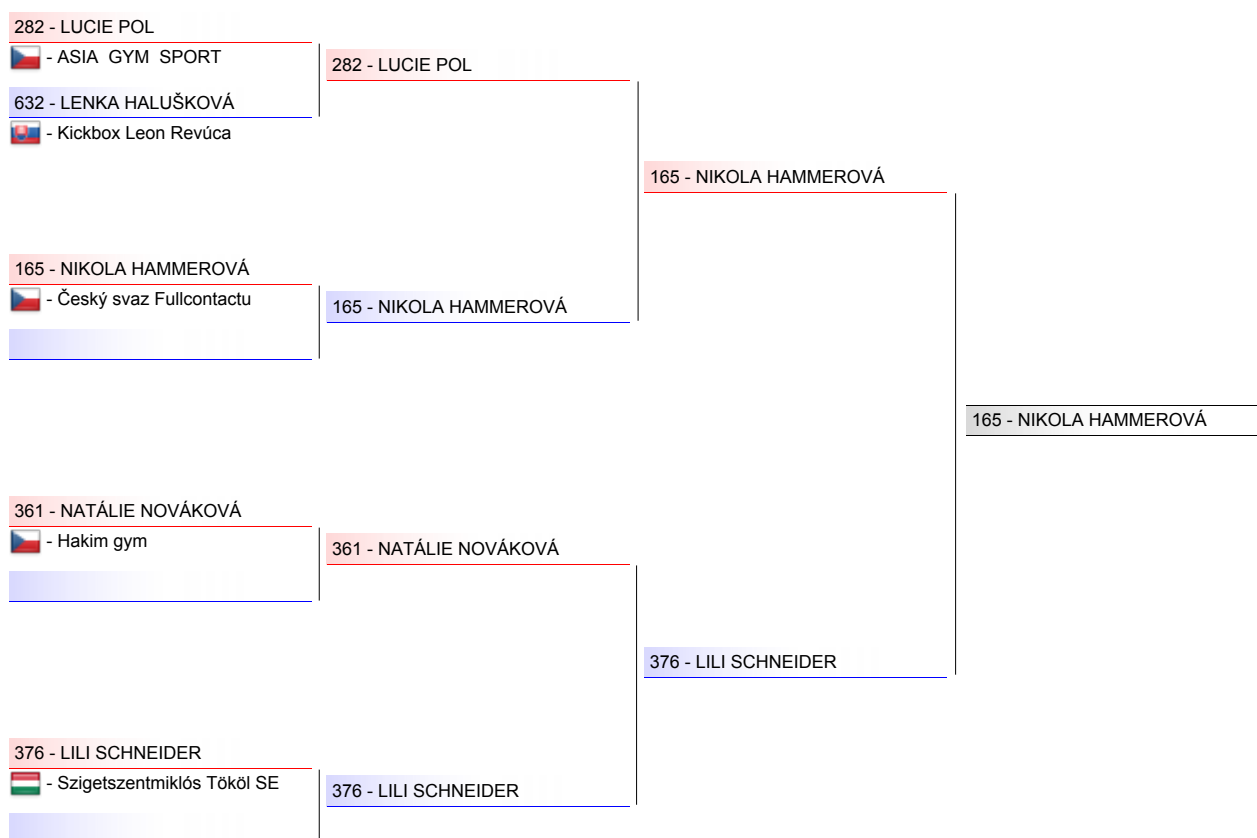 282 - LUCIE POL
- ASIA GYM SPORT
632 - LENKA HALUŠKOVÁ
- Kickbox Leon Revúca
165 - NIKOLA HAMMEROVÁ
- Český svaz Fullcontactu
361 - NATÁLIE NOVÁKOVÁ
- Hakim gym
376 - LILI SCHNEIDER
- Szigetszentmiklós Tököl SE
282 - LUCIE POL
165 - NIKOLA HAMMEROVÁ
361 - NATÁLIE NOVÁKOVÁ
376 - LILI SCHNEIDER
165 - NIKOLA HAMMEROVÁ
376 - LILI SCHNEIDER
165 - NIKOLA HAMMEROVÁ